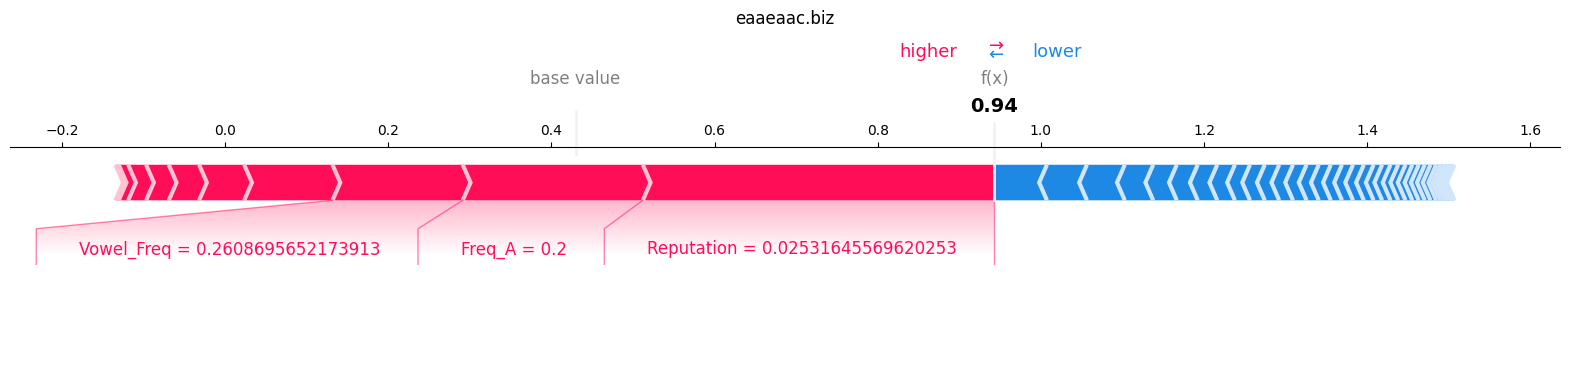 eaaeaac.biz
higher → ← lower
base value f(x)
0.94
−0.2 0.0 0.2 0.4 0.6 0.8 1.0 1.2 1.4 1.6
Vowel_Freq = 0.2608695652173913 Freq_A = 0.2 Reputation = 0.02531645569620253